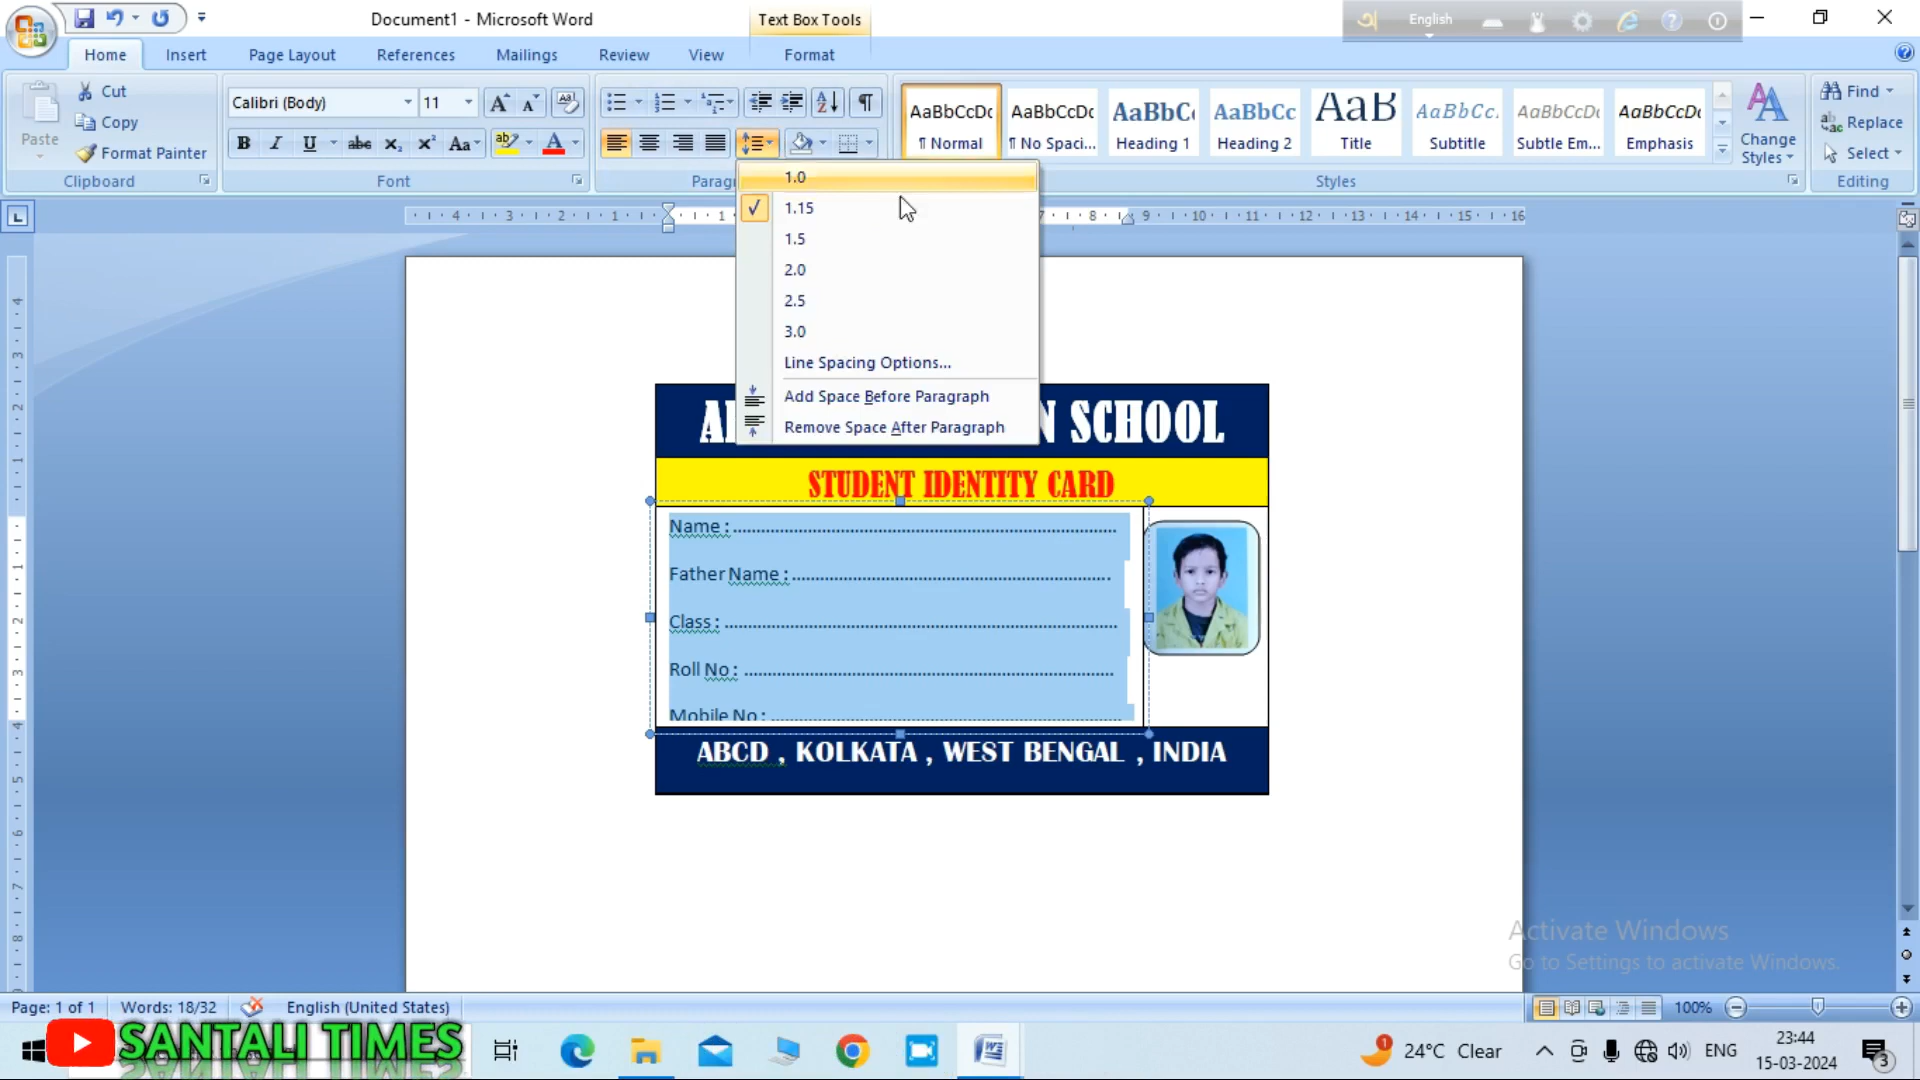 Document1 - Microsoft Word
Text Box Tools
English
Home
Insert
Page Layout
References
Mailings
Review
View
Format
Paste
Cut
Copy
Format Painter
Clipboard
Calibri (Body)
11
Font
AaBbCcDc
¶ Normal
AaBbCcDc
¶ No Spaci...
AaBbC
Heading 1
AaBbCc
Heading 2
AaB
Title
AaBbCc.
Subtitle
AaBbCcDc
Subtle Em...
AaBbCcDc
Emphasis
Change
Styles
Styles
Find
Replace
Select
Editing
1.0
1.15
1.5
2.0
2.5
3.0
Line Spacing Options...
Add Space Before Paragraph
Remove Space After Paragraph
SCHOOL
STUDENT IDENTITY CARD
Name : ................................................................................
Father Name : ...................................................................
Class : ..................................................................................
Roll No : ..............................................................................
Mobile No : ..........................................................................
ABCD , KOLKATA , WEST BENGAL , INDIA
Activate Windows
Go to Settings to activate Windows.
Page: 1 of 1
Words: 18/32
English (United States)
100%
SANTALI TIMES
24°C Clear
ENG
23:44
15-03-2024
3